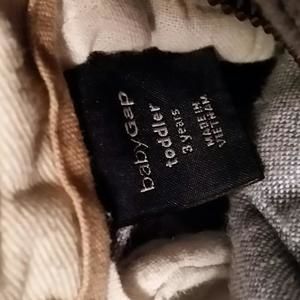 babyGap
toddler
3 years
MADE IN
VIETNAM